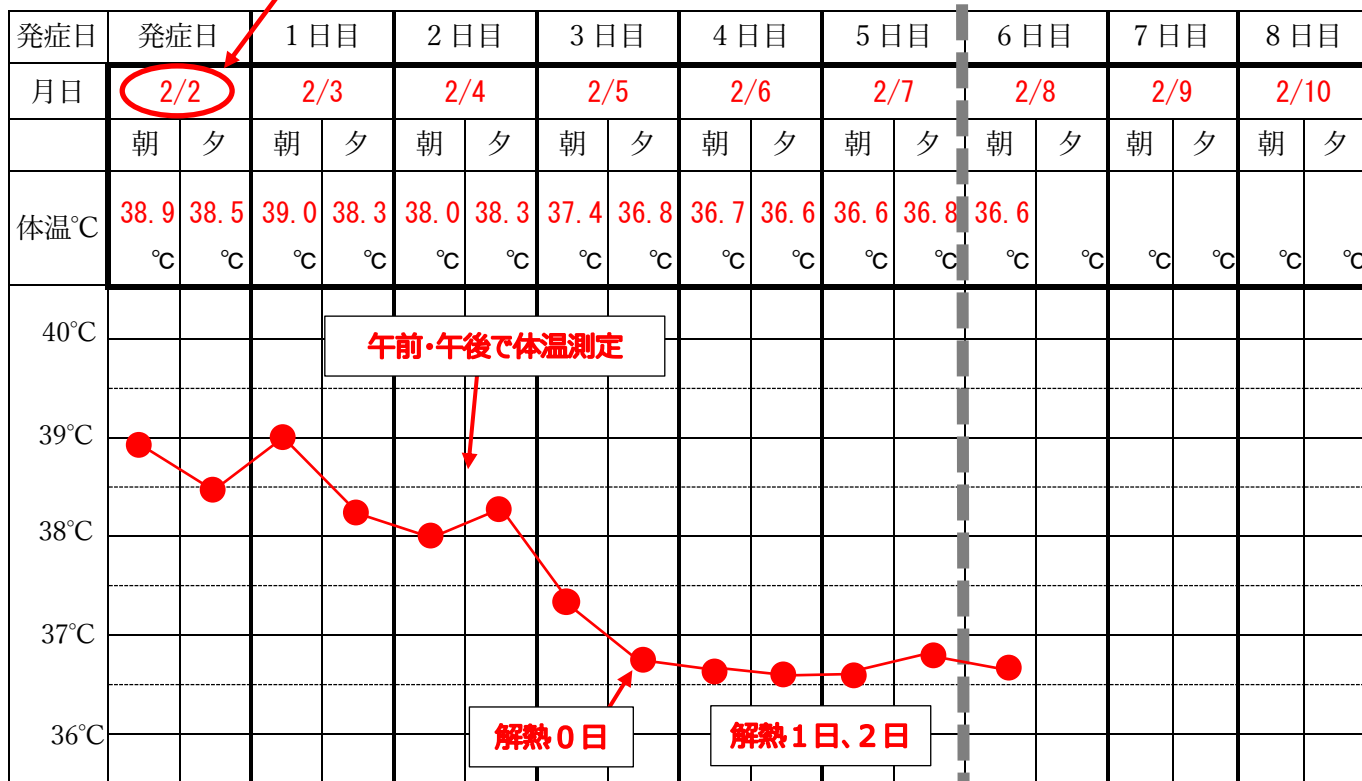 発症日 発症日 1日目 2日目 3日目 4日目 5日目 6日目 7日目 8日目
月日 2/2 2/3 2/4 2/5 2/6 2/7 2/8 2/9 2/10
朝 夕 朝 夕 朝 夕 朝 夕 朝 夕 朝 夕 朝 夕 朝 夕 朝 夕
体温℃ 38.9 38.5 39.0 38.3 38.0 38.3 37.4 36.8 36.7 36.6 36.6 36.8 36.6
℃ ℃ ℃ ℃ ℃ ℃ ℃ ℃ ℃ ℃ ℃ ℃ ℃ ℃ ℃ ℃ ℃ ℃
40℃
午前・午後で体温測定
39℃
38℃
37℃
解熱0日 解熱1日、2日
36℃